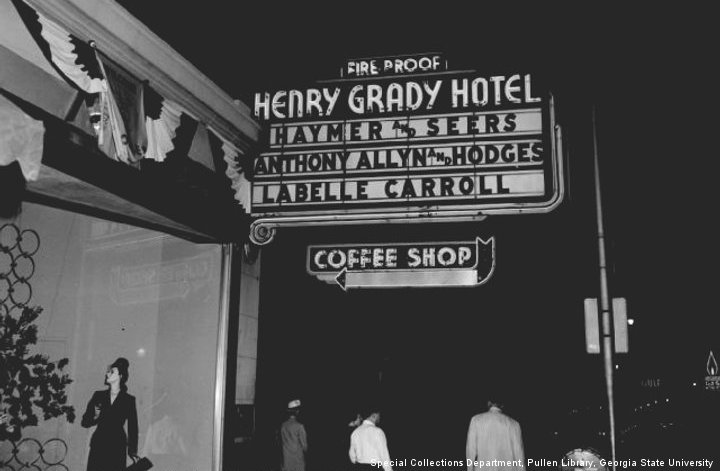 FIRE PROOF
HENRY GRADY HOTEL
HAYMER AND SEERS
ANTHONY ALLYN AND HODGES
LABELLE CARROLL
COFFEE SHOP
Special Collections Department, Pullen Library, Georgia State University